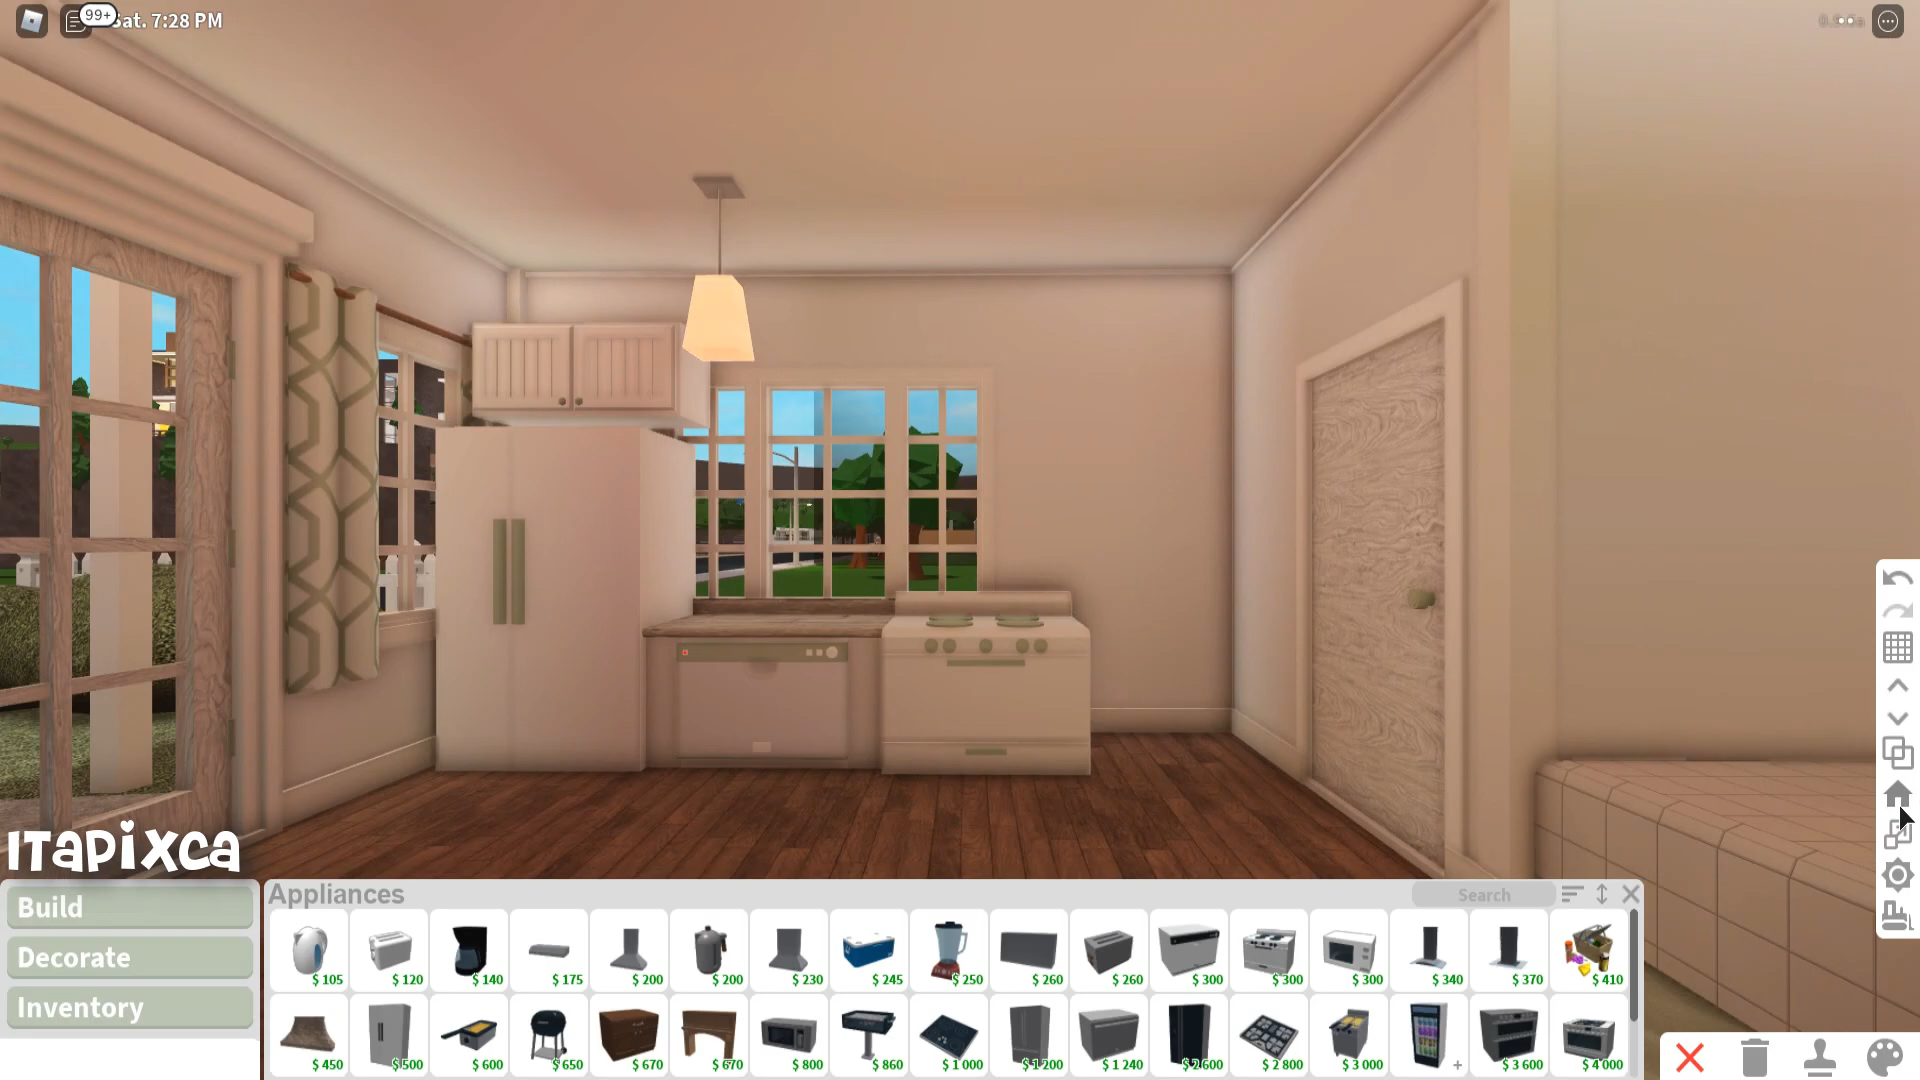 99+
Sat. 7:28 PM
ITAPIXCA
Build
Decorate
Inventory
Appliances
Search
$ 105
$ 120
$ 140
$ 175
$ 200
$ 200
$ 230
$ 245
$ 250
$ 260
$ 260
$ 300
$ 300
$ 300
$ 340
$ 370
$ 410
$ 450
$ 500
$ 600
$ 650
$ 670
$ 670
$ 800
$ 860
$ 1 000
$ 1 200
$ 1 240
$ 2 600
$ 2 800
$ 3 000
+
$ 3 600
$ 4 000